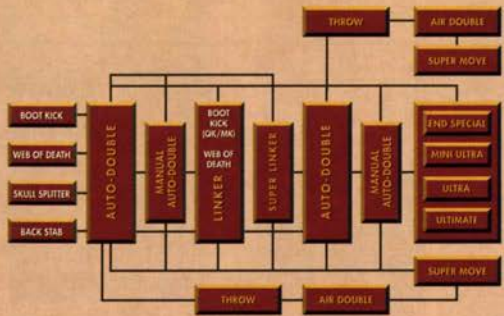 THROW
AIR DOUBLE
SUPER MOVE
BOOT KICK
WEB OF DEATH
SKULL SPLITTER
BACK STAB
AUTO-DOUBLE
MANUAL
AUTO-DOUBLE
LINKER
BOOT
KICK
(QK/MK)
WEB OF
DEATH
SUPER LINKER
AUTO-DOUBLE
MANUAL
AUTO-DOUBLE
END SPECIAL
MINI ULTRA
ULTRA
ULTIMATE
SUPER MOVE
THROW
AIR DOUBLE